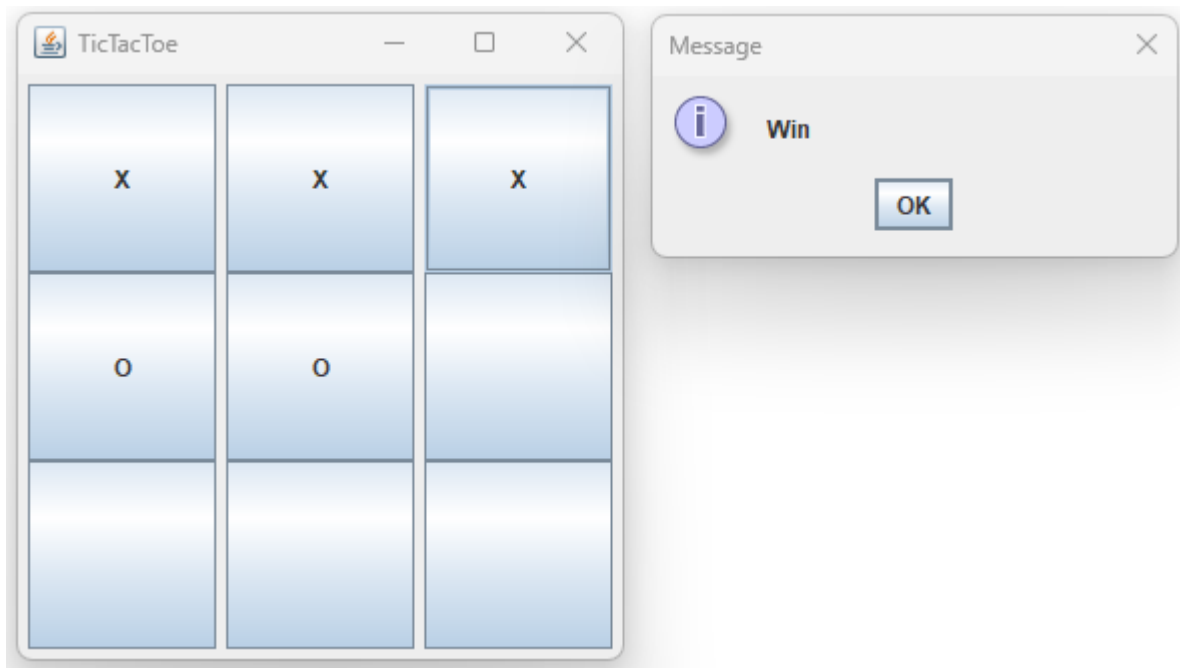 TicTacToe
X X X
O O
Message
Win
OK